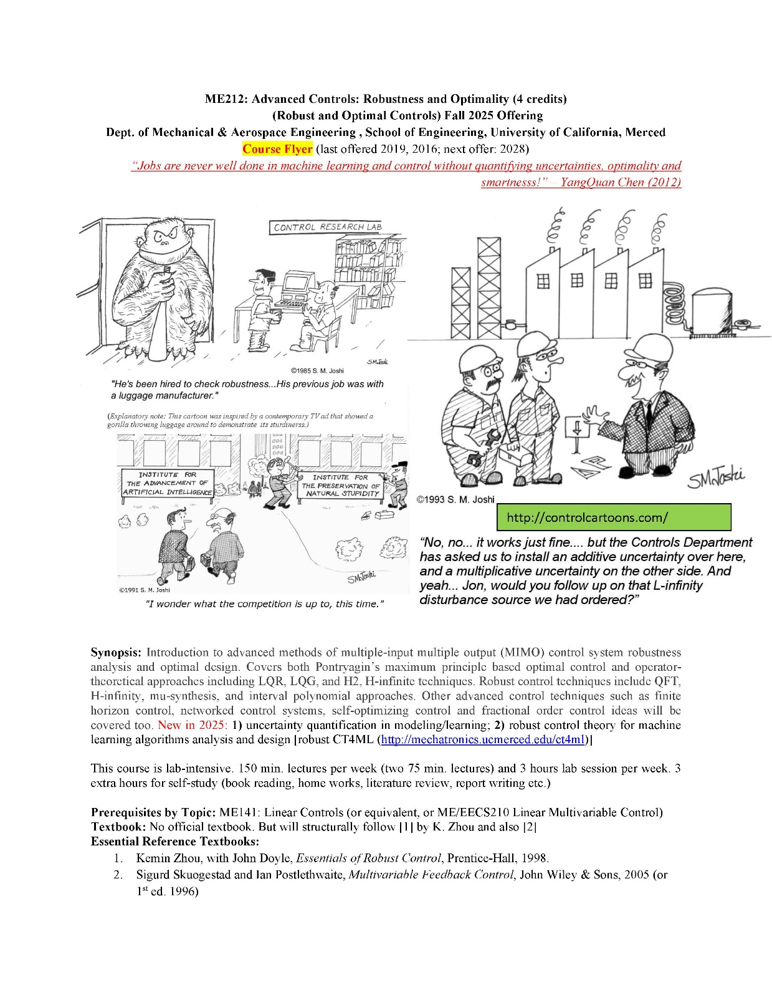 ME212: Advanced Controls: Robustness and Optimality (4 credits)
(Robust and Optimal Controls) Fall 2025 Offering
Dept. of Mechanical & Aerospace Engineering , School of Engineering, University of California, Merced
Course Flyer (last offered 2019, 2016; next offer: 2028)
“Jobs are never well done in machine learning and control without quantifying uncertainties, optimality and
smartnesss!” – YangQuan Chen (2012)
CONTROL RESEARCH LAB
S.M.Joshi
©1985 S. M. Joshi
"He's been hired to check robustness...His previous job was with
a luggage manufacturer."
(Explanatory note: This cartoon was inspired by a contemporary TV ad that showed a
gorilla throwing luggage around to demonstrate its sturdinerss.)
INSTITUTE FOR
THE ADVANCEMENT OF
ARTIFICIAL INTELLIGENCE
INSTITUTE FOR
THE PRESERVATION OF
NATURAL STUPIDITY
S.M.Joshi
©1991 S. M. Joshi
"I wonder what the competition is up to, this time."
S.M.Joshi
©1993 S. M. Joshi
http://controlcartoons.com/
“No, no... it works just fine.... but the Controls Department
has asked us to install an additive uncertainty over here,
and a multiplicative uncertainty on the other side. And
yeah... Jon, would you follow up on that L-infinity
disturbance source we had ordered?”
Synopsis: Introduction to advanced methods of multiple-input multiple output (MIMO) control system robustness
analysis and optimal design. Covers both Pontryagin’s maximum principle based optimal control and operator-
theoretical approaches including LQR, LQG, and H2, H-infinite techniques. Robust control techniques include QFT,
H-infinity, mu-synthesis, and interval polynomial approaches. Other advanced control techniques such as finite
horizon control, networked control systems, self-optimizing control and fractional order control ideas will be
covered too. New in 2025: 1) uncertainty quantification in modeling/learning; 2) robust control theory for machine
learning algorithms analysis and design [robust CT4ML (http://mechatronics.ucmerced.edu/ct4ml)]
This course is lab-intensive. 150 min. lectures per week (two 75 min. lectures) and 3 hours lab session per week. 3
extra hours for self-study (book reading, home works, literature review, report writing etc.)
Prerequisites by Topic: ME141: Linear Controls (or equivalent, or ME/EECS210 Linear Multivariable Control)
Textbook: No official textbook. But will structurally follow [1] by K. Zhou and also [2]
Essential Reference Textbooks:
1. Kemin Zhou, with John Doyle, Essentials of Robust Control, Prentice-Hall, 1998.
2. Sigurd Skuogestad and Ian Postlethwaite, Multivariable Feedback Control, John Wiley & Sons, 2005 (or
1st ed. 1996)